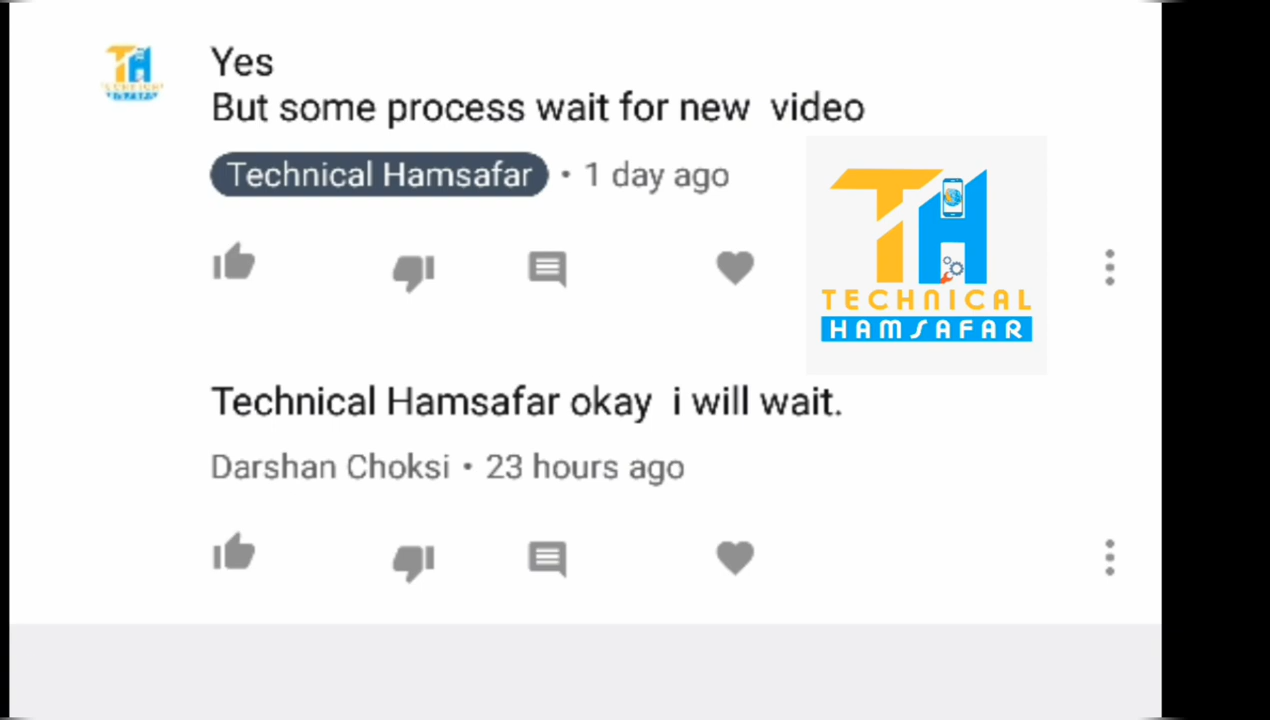 Yes
But some process wait for new video
Technical Hamsafar • 1 day ago
TH
TECHNICAL
HAMSAFAR
Technical Hamsafar okay i will wait.
Darshan Choksi • 23 hours ago